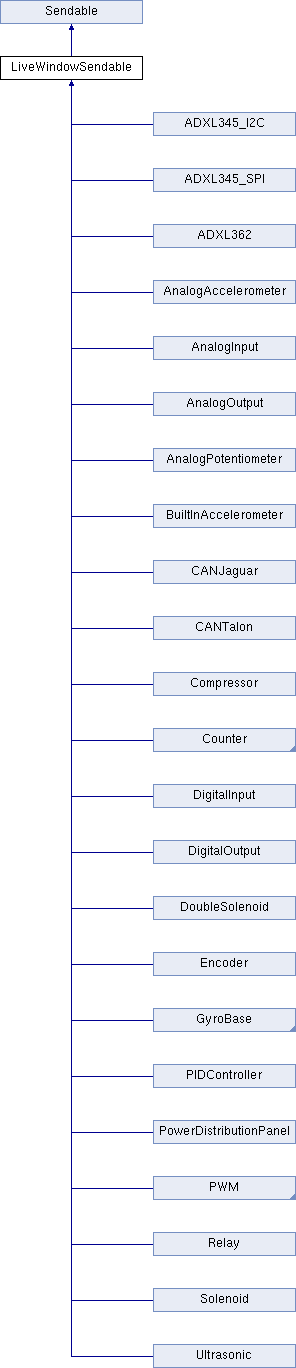 Sendable
LiveWindowSendable
ADXL345_I2C
ADXL345_SPI
ADXL362
AnalogAccelerometer
AnalogInput
AnalogOutput
AnalogPotentiometer
BuiltInAccelerometer
CANJaguar
CANTalon
Compressor
Counter
DigitalInput
DigitalOutput
DoubleSolenoid
Encoder
GyroBase
PIDController
PowerDistributionPanel
PWM
Relay
Solenoid
Ultrasonic